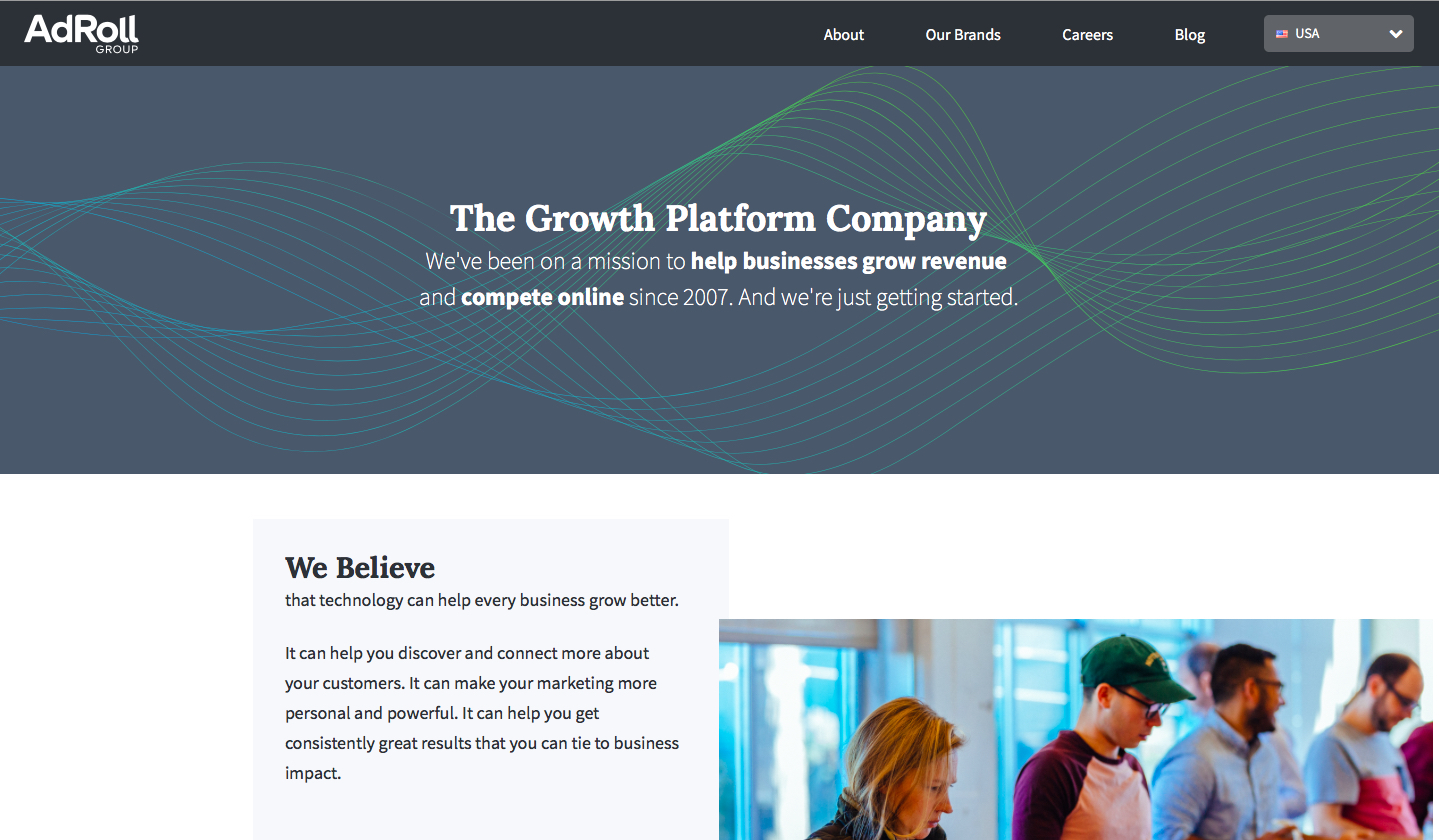 AdRoll
GROUP
About
Our Brands
Careers
Blog
USA
The Growth Platform Company
We've been on a mission to help businesses grow revenue
and compete online since 2007. And we're just getting started.
We Believe
that technology can help every business grow better.
It can help you discover and connect more about
your customers. It can make your marketing more
personal and powerful. It can help you get
consistently great results that you can tie to business
impact.